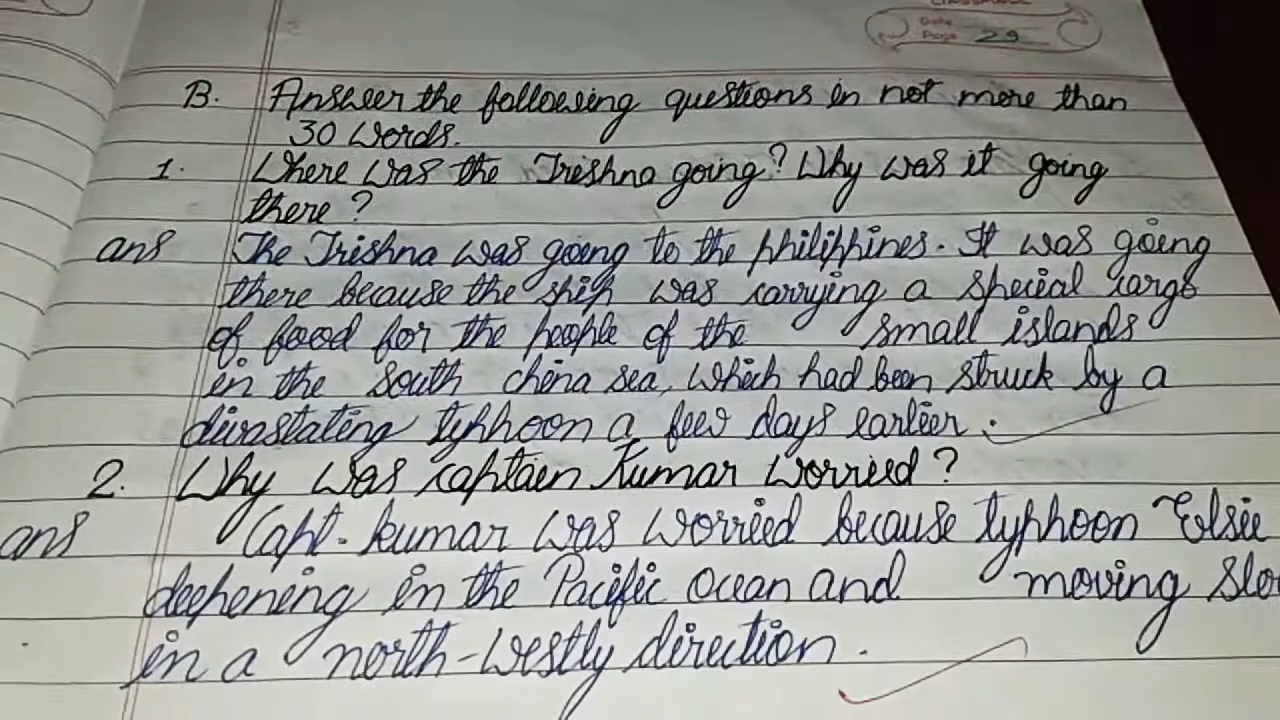 Date
Page 29
B. Answer the following questions in not more than
30 words.
1. Where was the Trishna going? Why was it going
there?
ans The Trishna was going to the philippines. It was going
there because the ship was carrying a special cargo
of food for the people of the small islands
in the South china sea, which had been struck by a
divastating typhoon a few days earlier.
2. Why was captain Kumar worried?
ans Capt. kumar was worried because typhoon Elsie
deepening in the Pacific Ocean and moving
in a north-westly direction.